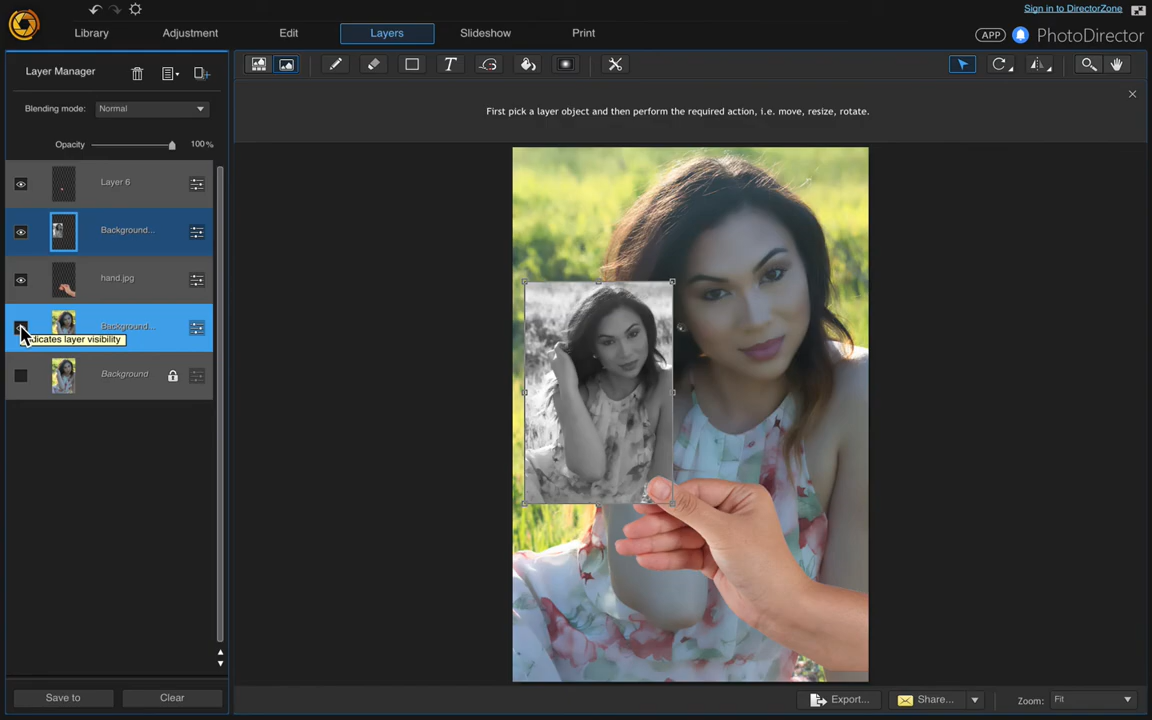 Sign in to DirectorZone
Library
Adjustment
Edit
Layers
Slideshow
Print
APP
PhotoDirector
Layer Manager
T
Blending mode:
Normal
First pick a layer object and then perform the required action, i.e. move, resize, rotate.
Opacity
100%
Layer 6
Background...
hand.jpg
Background...
dicates layer visibility
Background
Save to
Clear
Export...
Share...
Zoom:
Fit